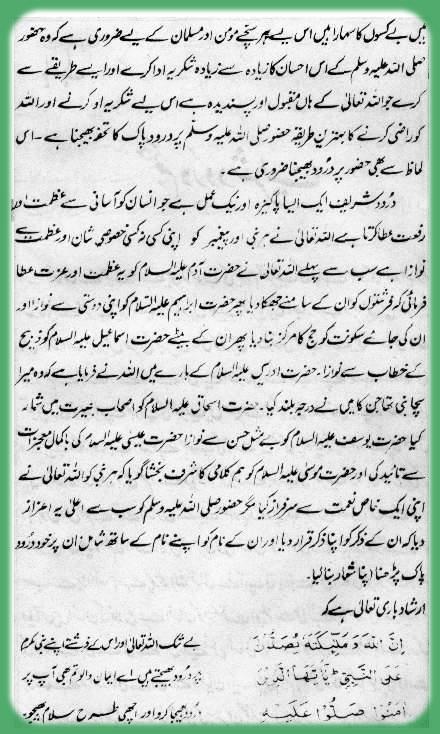 ہیں بے کسوں کا سہارا ہیں اس لیے ہر سچے مومن اور مسلمان کے لیے ضروری ہے کہ وہ حضور
صلی اللہ علیہ وسلم کے اس احسان کا زیادہ سے زیادہ شکریہ ادا کرے اور ایسے طریقے سے
کرے جو اللہ تعالیٰ کے ہاں مقبول اور پسندیدہ ہے اس لیے شکریہ ادا کرنے اور اللہ
کو راضی کرنے کا بہترین طریقہ حضور صلی اللہ علیہ وسلم پر درود پاک کا تحفہ بھیجنا ہے ۔ اس
لحاظ سے بھی حضور پر درُود بھیجنا ضروری ہے ۔
درُود شریف ایک ایسا پاکیزہ اور نیک عمل ہے جو انسان کو آسانی سے عظمت اور
رفعت عطا کرتا ہے اللہ تعالیٰ نے ہر نبی اور پیغمبر کو اپنی کسی نہ کسی خصوصی شان اور عظمت سے
نوازا ہے سب سے پہلے اللہ تعالیٰ نے حضرت آدم علیہ السلام کو یہ عظمت اور عزت عطا
فرمائی کہ فرشتوں کو ان کے سامنے جھکا دیا پھر حضرت ابراہیم علیہ السلام کو اپنی دوستی سے نوازا اور
ان کی جائے سکونت کو حج کا مرکز بنا دیا پھر ان کے بیٹے حضرت اسماعیل علیہ السلام کو ذبیح
کے خطاب سے نوازا ۔ حضرت ادریس علیہ السلام کے بارے میں اللہ نے فرمایا ہے کہ وہ میرا
سچا نبی تھا جن کا میں نے درجہ بلند کیا ۔ حضرت اسحاق علیہ السلام کو اصحاب بصیرت میں شمار
کیا حضرت یوسف علیہ السلام کو بے مثل حسن سے نوازا حضرت عیسیٰ علیہ السلام کی باکمال معجزات
سے تائید کی اور حضرت موسیٰ علیہ السلام کو ہم کلامی کا شرف بخشا گویا کہ ہر نبی کو اللہ تعالیٰ نے
اپنی ایک خاص نعمت سے سرفراز کیا مگر حضور صلی اللہ علیہ وسلم کو سب سے اعلیٰ یہ اعزاز
دیا کہ ان کے ذکر کو اپنا ذکر قرار دیا اور ان کے نام کو اپنے نام کے ساتھ شامل ان پر خود درود
پاک پڑھنا اپنا شعار بنا لیا ۔
ارشاد باری تعالیٰ ہے کہ
اِنَّ اللهَ وَ مَلٰٓئِكَتَهٗ يُصَلُّوْنَ بے شک اللہ تعالیٰ اور اس کے فرشتے اپنے نبی مکرم
عَلَى النَّبِيِّ ؕ يٰٓاَيُّهَا الَّذِيْنَ پر درود بھیجتے ہیں اے ایمان والو تم بھی آپ پر
اٰمَنُوْا صَلُّوْا عَلَيْهِ درود بھیجا کرو اور اچھی طرح سلام بھیجو۔